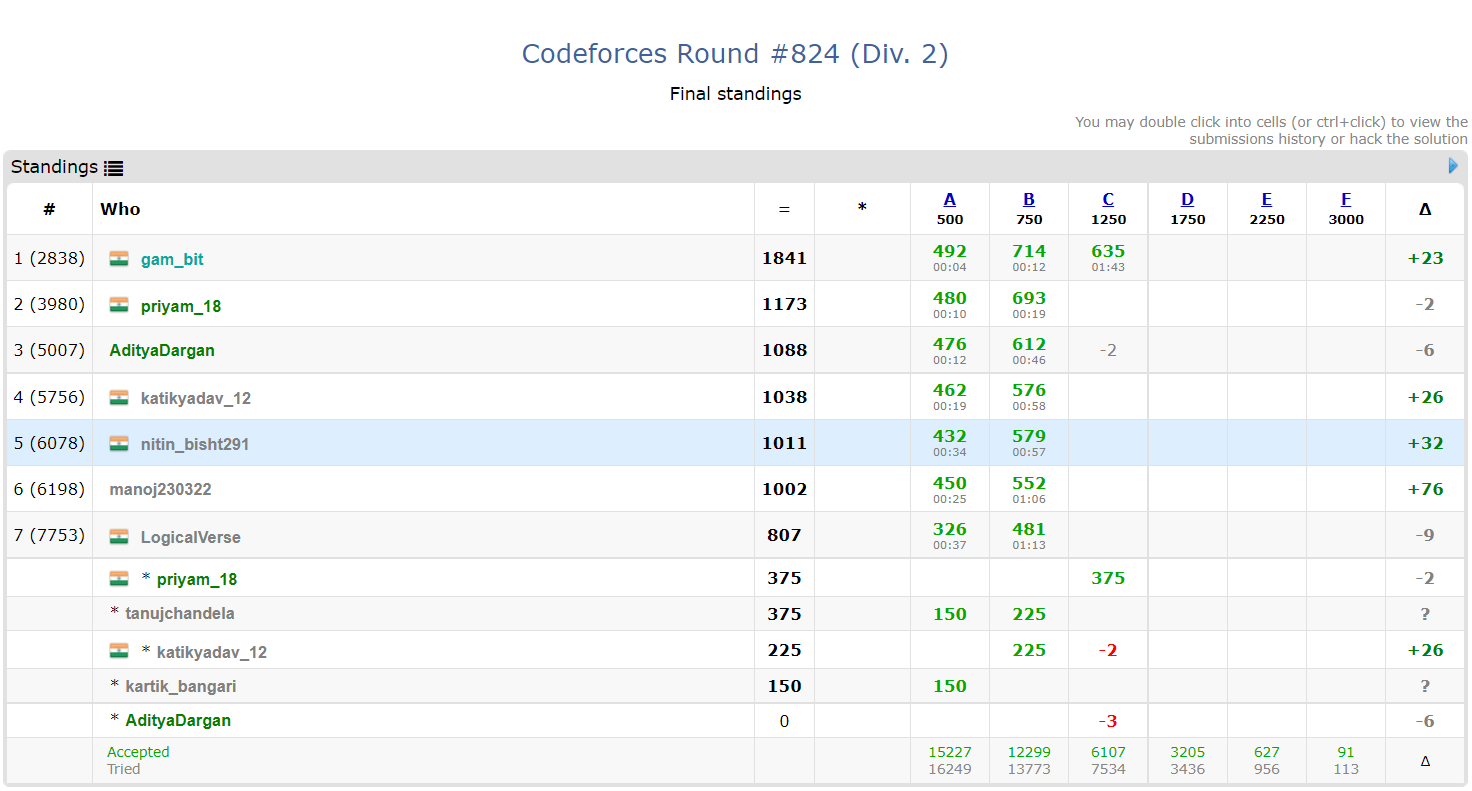 Codeforces Round #824 (Div. 2)
Final standings
You may double click into cells (or ctrl+click) to view the
submissions history or hack the solution
Standings
# Who = * A B C D E F Δ
500 750 1250 1750 2250 3000
1 (2838) gam_bit 1841 492 714 635 +23
00:04 00:12 01:43
2 (3980) priyam_18 1173 480 693 -2
00:10 00:19
3 (5007) AdityaDargan 1088 476 612 -2 -6
00:12 00:46
4 (5756) katikyadav_12 1038 462 576 +26
00:19 00:58
5 (6078) nitin_bisht291 1011 432 579 +32
00:34 00:57
6 (6198) manoj230322 1002 450 552 +76
00:25 01:06
7 (7753) LogicalVerse 807 326 481 -9
00:37 01:13
* priyam_18 375 375 -2
* tanujchandela 375 150 225 ?
* katikyadav_12 225 225 -2 +26
* kartik_bangari 150 150 ?
* AdityaDargan 0 -3 -6
Accepted 15227 12299 6107 3205 627 91 Δ
Tried 16249 13773 7534 3436 956 113